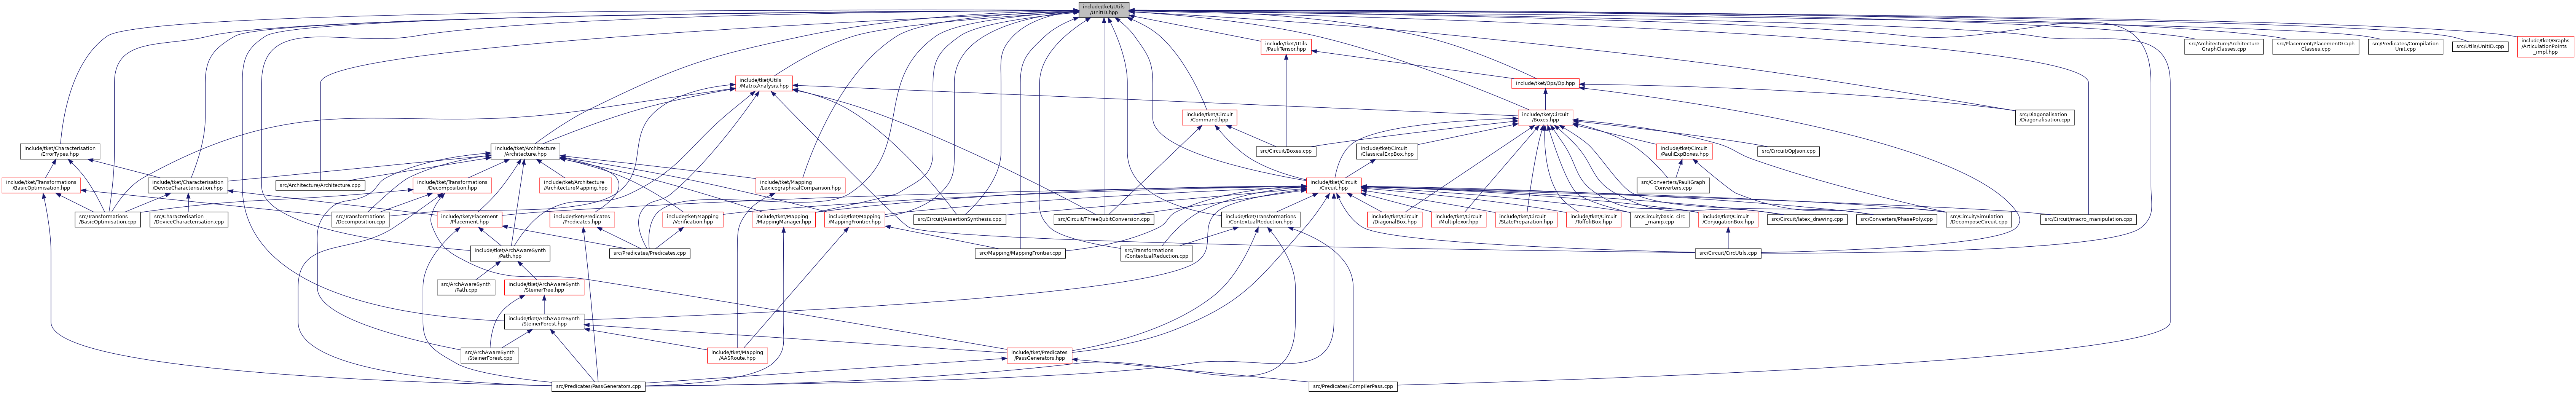 include/tket/Utils
/UnitID.hpp
include/tket/Utils
/PauliTensor.hpp
src/Architecture/Architecture
GraphClasses.cpp
src/Placement/PlacementGraph
Classes.cpp
src/Predicates/Compilation
Unit.cpp
src/Utils/UnitID.cpp
include/tket/Graphs
/ArticulationPoints
_impl.hpp
include/tket/Utils
/MatrixAnalysis.hpp
include/tket/Ops/Op.hpp
include/tket/Circuit
/Command.hpp
include/tket/Circuit
/Boxes.hpp
src/Diagonalisation
/Diagonalisation.cpp
include/tket/Characterisation
/ErrorTypes.hpp
include/tket/Architecture
/Architecture.hpp
src/Circuit/Boxes.cpp
include/tket/Circuit
/ClassicalExpBox.hpp
include/tket/Circuit
/PauliExpBoxes.hpp
src/Circuit/OpJson.cpp
include/tket/Transformations
/BasicOptimisation.hpp
include/tket/Characterisation
/DeviceCharacterisation.hpp
src/Architecture/Architecture.cpp
include/tket/Transformations
/Decomposition.hpp
include/tket/Architecture
/ArchitectureMapping.hpp
include/tket/Mapping
/LexicographicalComparison.hpp
include/tket/Circuit
/Circuit.hpp
src/Converters/PauliGraph
Converters.cpp
src/Transformations
/BasicOptimisation.cpp
src/Characterisation
/DeviceCharacterisation.cpp
src/Transformations
/Decomposition.cpp
include/tket/Placement
/Placement.hpp
include/tket/Predicates
/Predicates.hpp
include/tket/Mapping
/Verification.hpp
include/tket/Mapping
/MappingManager.hpp
include/tket/Mapping
/MappingFrontier.hpp
src/Circuit/AssertionSynthesis.cpp
src/Circuit/ThreeQubitConversion.cpp
include/tket/Transformations
/ContextualReduction.hpp
include/tket/Circuit
/DiagonalBox.hpp
include/tket/Circuit
/Multiplexor.hpp
include/tket/Circuit
/StatePreparation.hpp
include/tket/Circuit
/ToffoliBox.hpp
src/Circuit/basic_circ
_manip.cpp
include/tket/Circuit
/ConjugationBox.hpp
src/Circuit/latex_drawing.cpp
src/Converters/PhasePoly.cpp
src/Circuit/Simulation
/DecomposeCircuit.cpp
src/Circuit/macro_manipulation.cpp
include/tket/ArchAwareSynth
/Path.hpp
src/Predicates/Predicates.cpp
src/Mapping/MappingFrontier.cpp
src/Transformations
/ContextualReduction.cpp
src/Circuit/CircUtils.cpp
src/ArchAwareSynth
/Path.cpp
include/tket/ArchAwareSynth
/SteinerTree.hpp
include/tket/ArchAwareSynth
/SteinerForest.hpp
src/ArchAwareSynth
/SteinerForest.cpp
include/tket/Mapping
/AASRoute.hpp
include/tket/Predicates
/PassGenerators.hpp
src/Predicates/PassGenerators.cpp
src/Predicates/CompilerPass.cpp